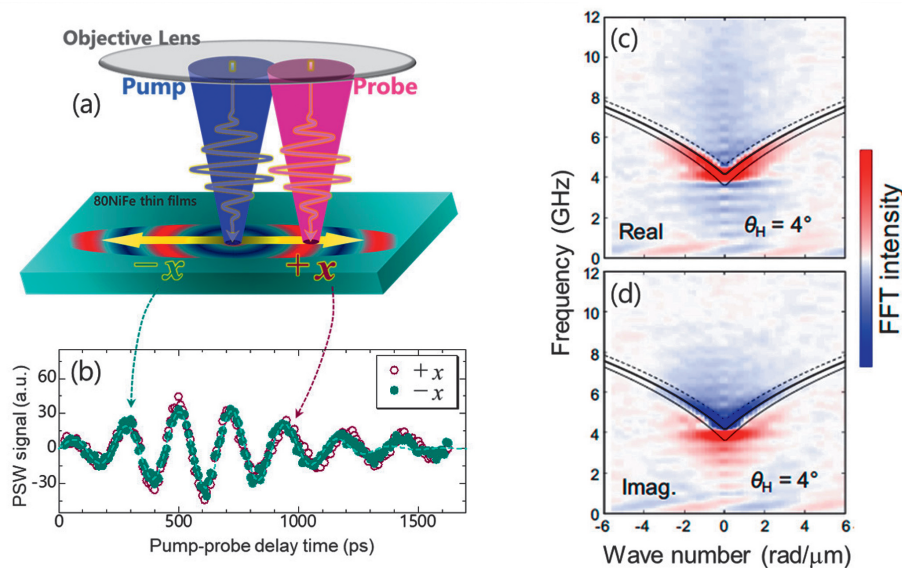 Objective Lens
Pump
Probe
(a)
80NiFe thin films
− x
+ x
(b)
+ x
− x
PSW signal (a.u.)
60
30
0
-30
0
500
1000
1500
Pump-probe delay time (ps)
(c)
12
10
8
6
4
2
0
Real
θH = 4°
(d)
12
10
8
6
4
2
0
Imag.
θH = 4°
-6
-4
-2
0
2
4
6
Frequency (GHz)
Wave number (rad/μm)
FFT intensity